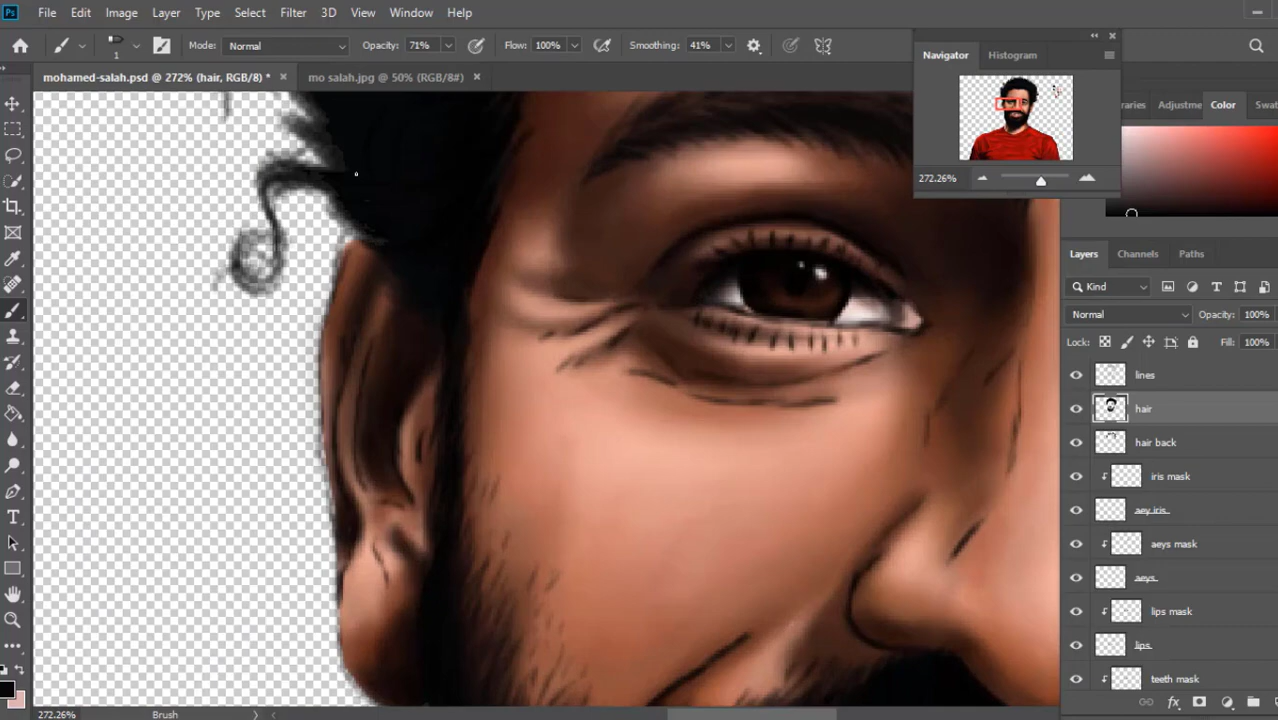 Ps File Edit Image Layer Type Select Filter 3D View Window Help
Mode: Normal Opacity: 71% Flow: 100% Smoothing: 41%
1
mohamed-salah.psd @ 272% (hair, RGB/8) * × mo salah.jpg @ 50% (RGB/8#) ×
Navigator Histogram
272.26%
raries Adjustme Color Swat
Layers Channels Paths
Kind
Normal Opacity: 100%
Lock: Fill: 100%
lines
hair
hair back
iris mask
aey iris
aeys mask
aeys
lips mask
lips
teeth mask
272.26% Brush